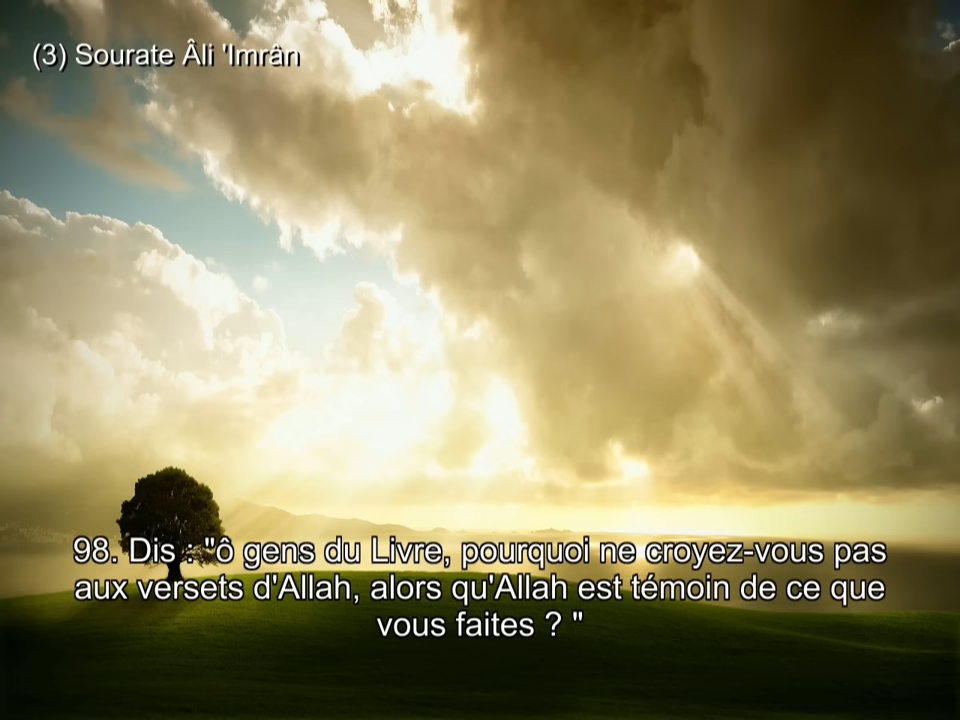 (3) Sourate Âli 'Imrân
98. Dis : "ô gens du Livre, pourquoi ne croyez-vous pas
aux versets d'Allah, alors qu'Allah est témoin de ce que
vous faites ? "